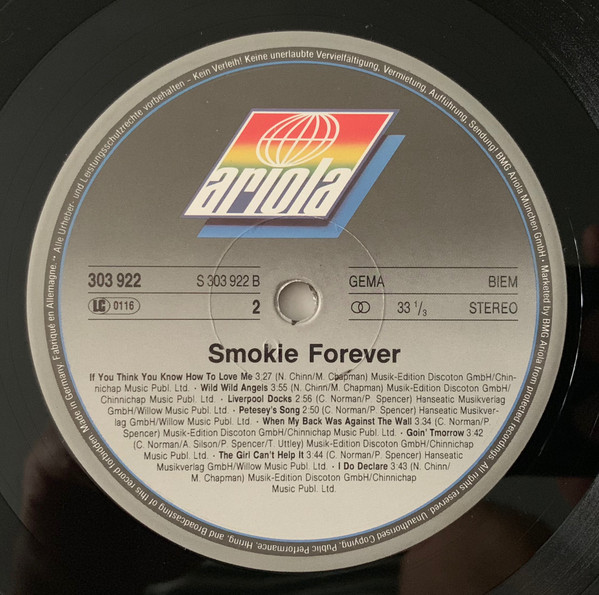 Alle Urheber- und Leistungsschutzrechte vorbehalten – Kein Verleih! Keine unerlaubte Vervielfältigung, Vermietung, Aufführung, Sendung! BMG Ariola München GmbH • Marketed by BMG Ariola from protected recordings. All rights reserved. Unauthorised Copying, Public Performance, Hiring, and Broadcasting of this record forbidden. Made in Germany. Fabriqué en Allemagne
ariola
303 922 S 303 922 B GEMA BIEM
LC 0116 2 33 1/3 STEREO
Smokie Forever
If You Think You Know How To Love Me 3:27 (N. Chinn/M. Chapman) Musik-Edition Discoton GmbH/Chin-
nichap Music Publ. Ltd. · Wild Wild Angels 3:55 (N. Chinn/M. Chapman) Musik-Edition Discoton GmbH/
Chinnichap Music Publ. Ltd. · Liverpool Docks 2:56 (C. Norman/P. Spencer) Hanseatic Musikverlag
GmbH/Willow Music Publ. Ltd. · Petesey's Song 2:50 (C. Norman/P. Spencer) Hanseatic Musikver-
lag GmbH/Willow Music Publ. Ltd. · When My Back Was Against The Wall 3:34 (C. Norman/P.
Spencer) Musik-Edition Discoton GmbH/Chinnichap Music Publ. Ltd. · Goin' Tmorrow 3:42
(C. Norman/A. Silson/P. Spencer/T. Uttley) Musik-Edition Discoton GmbH/Chinnichap
Music Publ. Ltd. · The Girl Can't Help It 3:44 (C. Norman/P. Spencer) Hanseatic
Musikverlag GmbH/Willow Music Publ. Ltd. · I Do Declare 3:43 (N. Chinn/
M. Chapman) Musik-Edition Discoton GmbH/Chinnichap
Music Publ. Ltd.